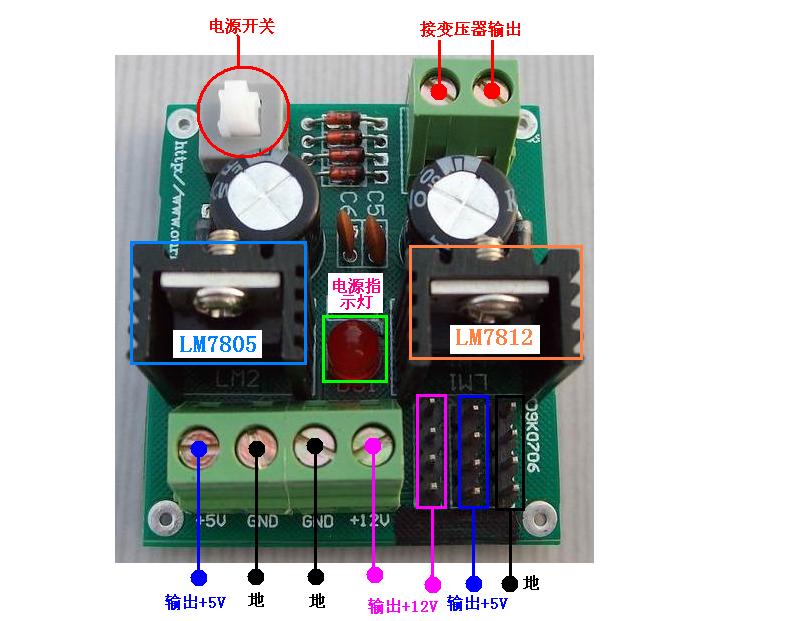 电源开关
接变压器输出
http://www.
C6
C5
电源指
示灯
LM7805
LM7812
LM2
LM1
DS1
09K0706
+5V
GND
GND
+12V
输出+5V
地
地
输出+12V
输出+5V
地